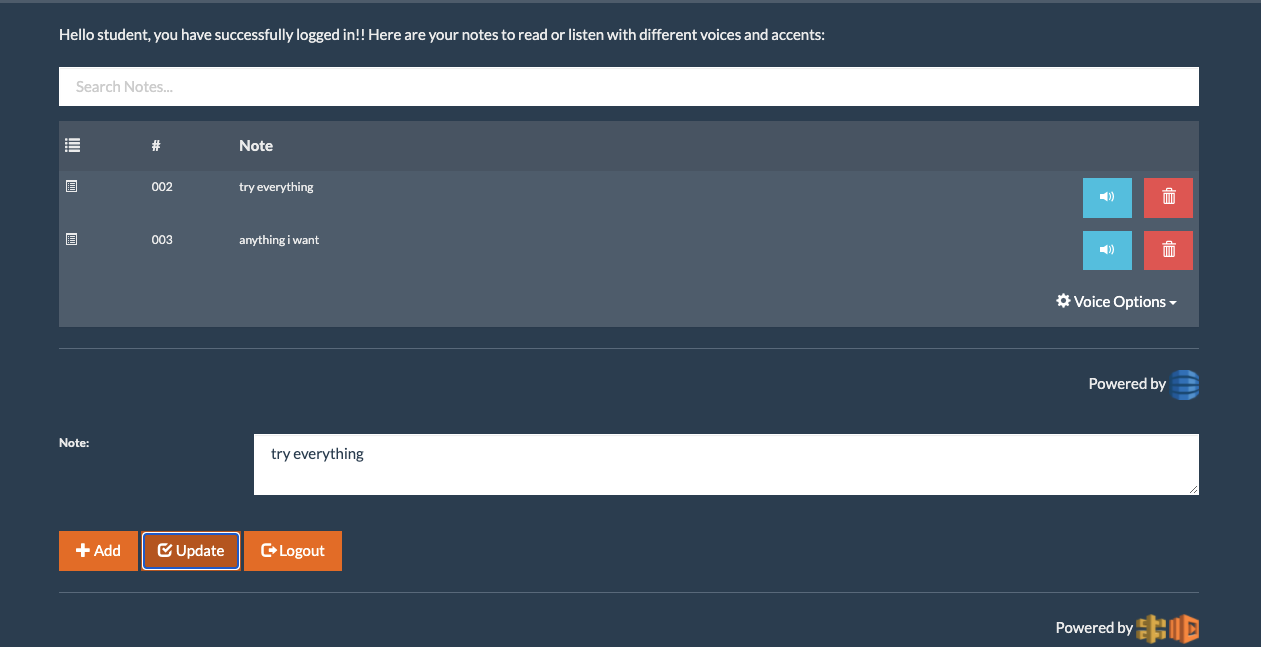 Hello student, you have successfully logged in!! Here are your notes to read or listen with different voices and accents:
Search Notes...
# Note
002 try everything
003 anything i want
Voice Options
Powered by
Note: try everything
Add Update Logout
Powered by